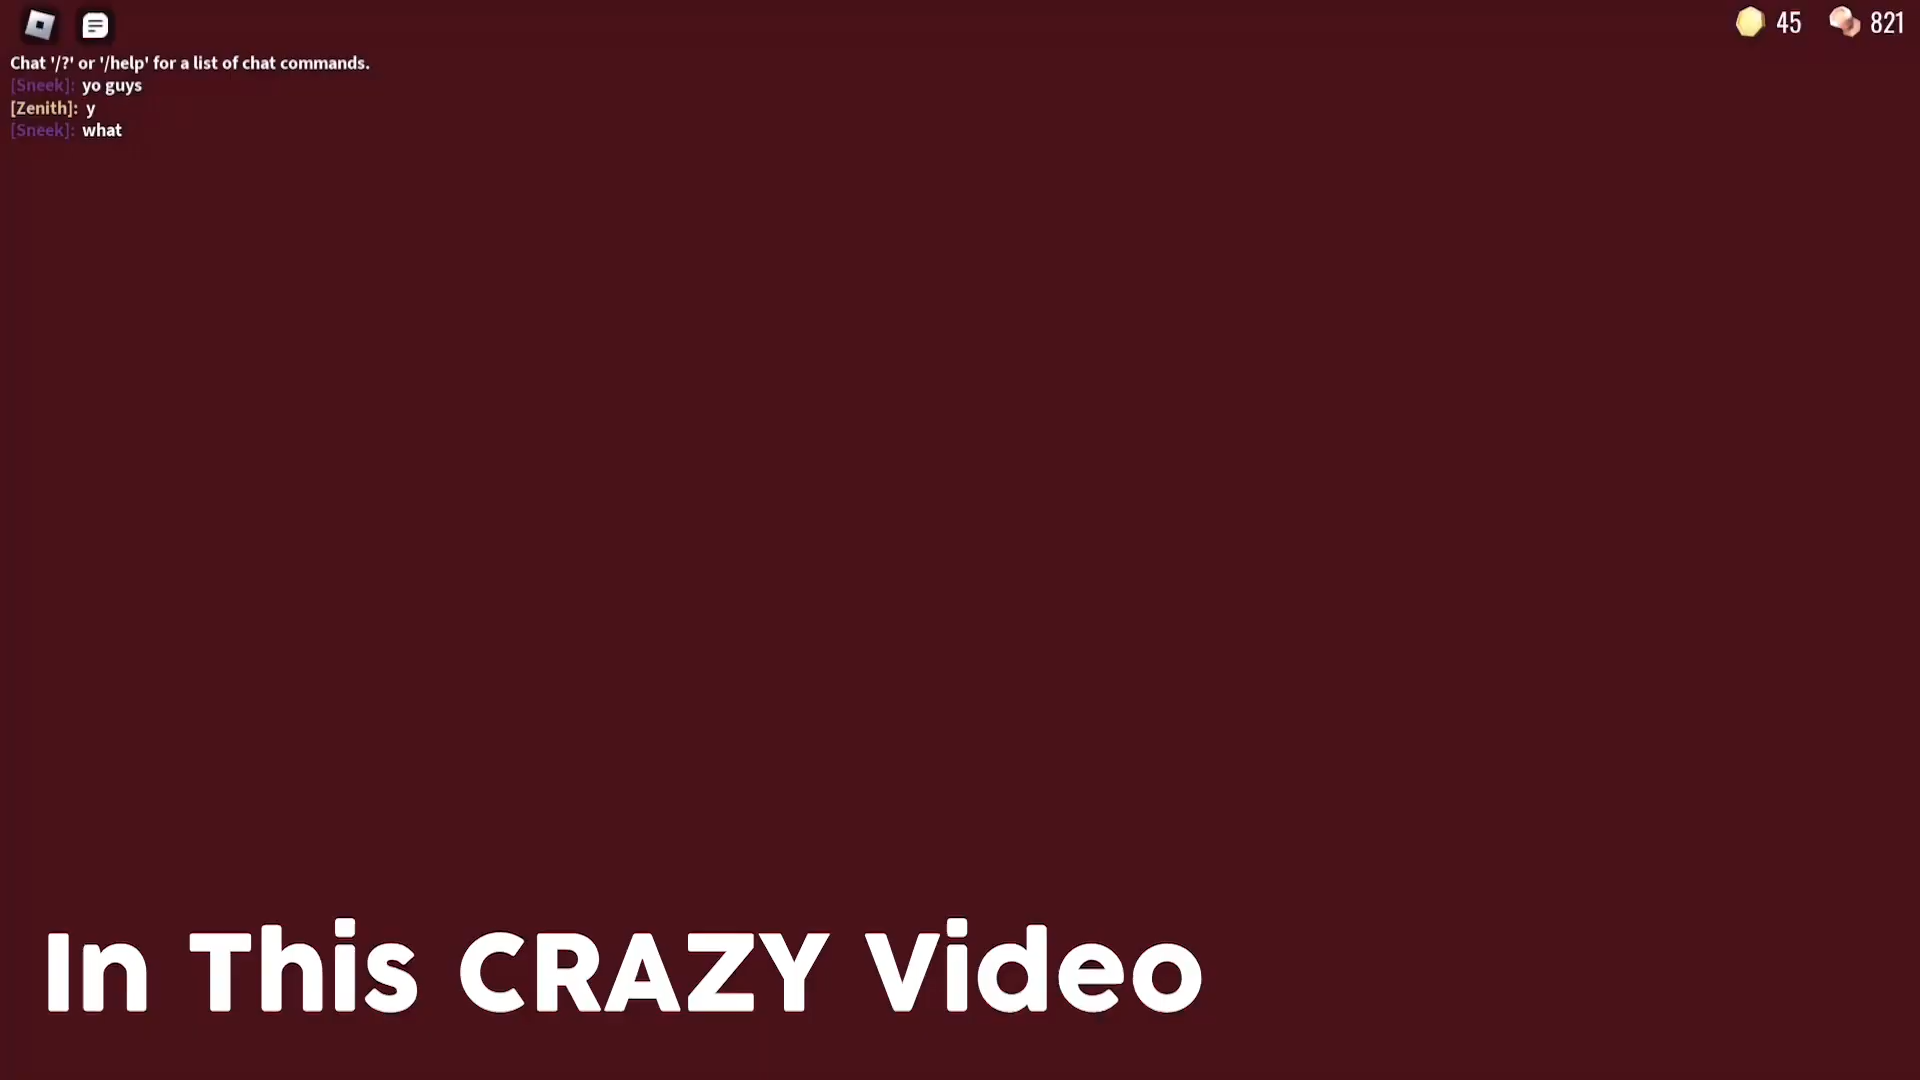 45 821
Chat '/?' or '/help' for a list of chat commands.
[Sneek]: yo guys
[Zenith]: y
[Sneek]: what
In This CRAZY Video